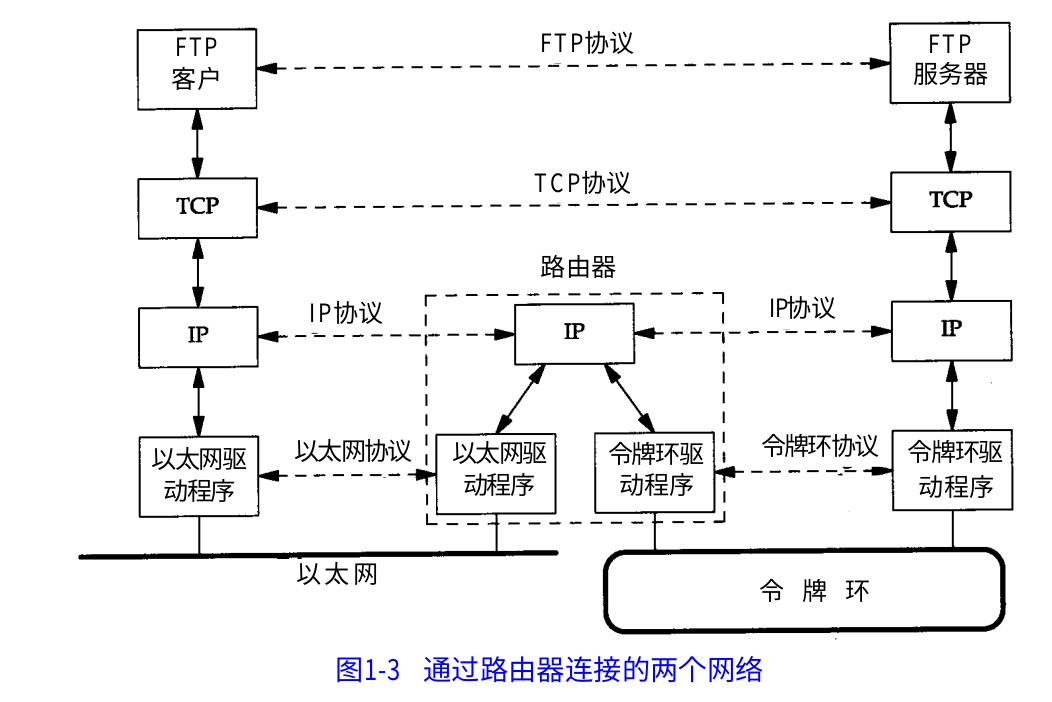 FTP
客户
FTP协议
FTP
服务器
TCP
TCP协议
TCP
路由器
IP
IP协议
IP
IP协议
IP
以太网驱
动程序
以太网协议
以太网驱
动程序
令牌环驱
动程序
令牌环协议
令牌环驱
动程序
以太网
令 牌 环
图1-3 通过路由器连接的两个网络